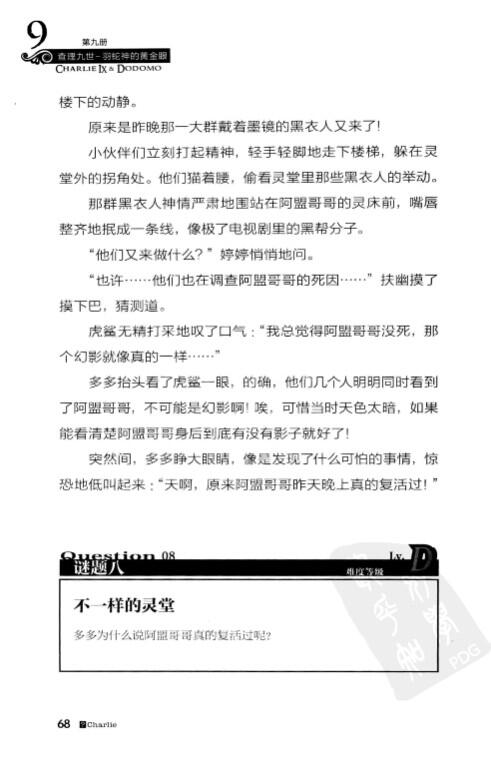 9
第九册
查理九世-羽蛇神的黄金眼
CHARLIE IX & DODOMO
楼下的动静。
原来是昨晚那一大群戴着墨镜的黑衣人又来了!
小伙伴们立刻打起精神，轻手轻脚地走下楼梯，躲在灵
堂外的拐角处。他们猫着腰，偷看灵堂里那些黑衣人的举动。
那群黑衣人神情严肃地围站在阿盟哥哥的灵床前，嘴唇
整齐地抿成一条线，像极了电视剧里的黑帮分子。
“他们又来做什么？”婷婷悄悄地问。
“也许……他们也在调查阿盟哥哥的死因……”扶幽摸了
摸下巴，猜测道。
虎鲨无精打采地叹了口气：“我总觉得阿盟哥哥没死，那
个幻影就像真的一样……”
多多抬头看了虎鲨一眼，的确，他们几个人明明同时看到
了阿盟哥哥，不可能是幻影啊! 唉，可惜当时天色太暗，如果
能看清楚阿盟哥哥身后到底有没有影子就好了!
突然间，多多睁大眼睛，像是发现了什么可怕的事情，惊
恐地低叫起来：“天啊，原来阿盟哥哥昨天晚上真的复活过！”
Question 08
谜题八
Lv. D
难度等级
不一样的灵堂
多多为什么说阿盟哥哥真的复活过呢?
PDG
68 Charlie